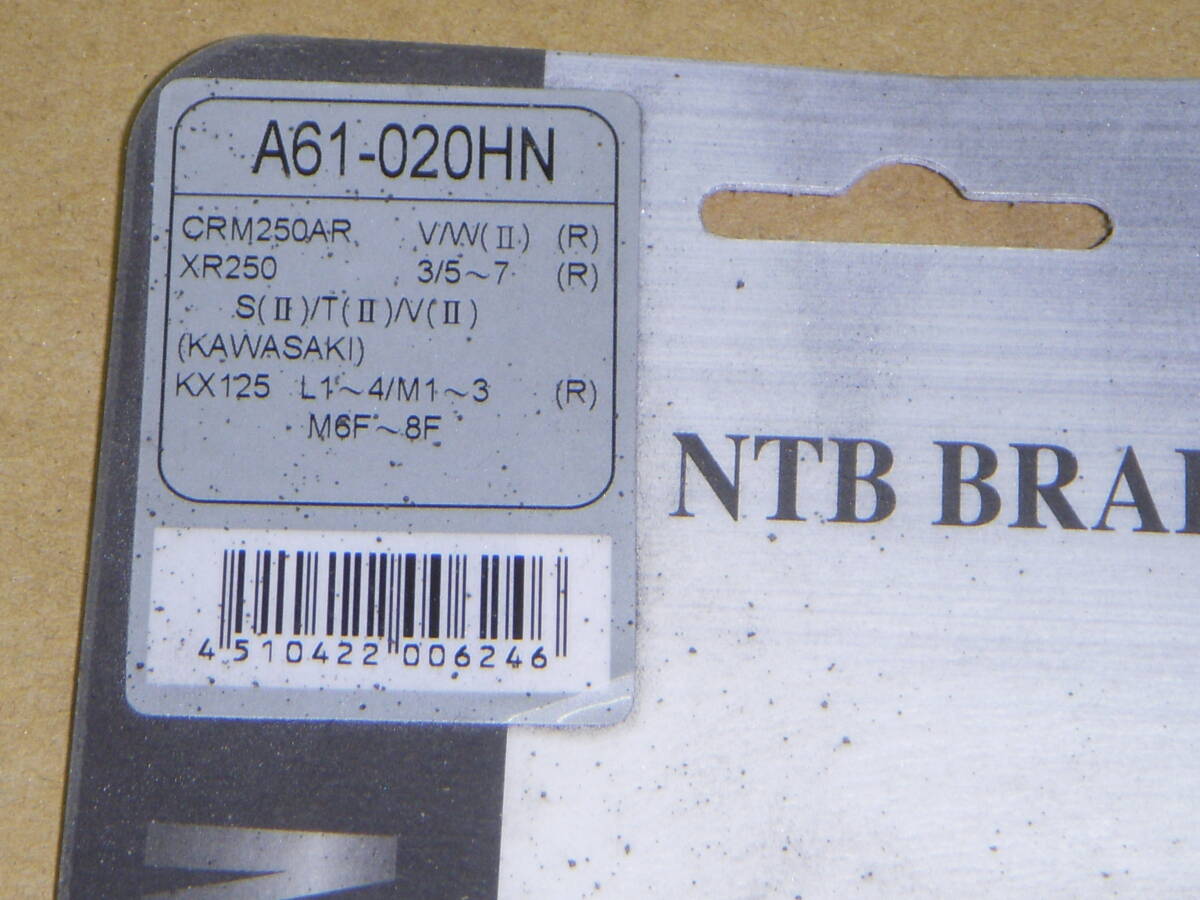 A61-020HN
CRM250AR V/W(Ⅱ) (R)
XR250 3/5～7 (R)
S(Ⅱ)/T(Ⅱ)/V(Ⅱ)
(KAWASAKI)
KX125 L1～4/M1～3 (R)
M6F～8F
4510422006246
NTB